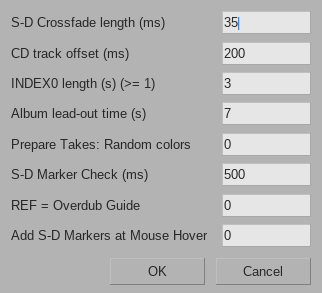 S-D Crossfade length (ms) 35
CD track offset (ms) 200
INDEX0 length (s) (>= 1) 3
Album lead-out time (s) 7
Prepare Takes: Random colors 0
S-D Marker Check (ms) 500
REF = Overdub Guide 0
Add S-D Markers at Mouse Hover 0
OK Cancel